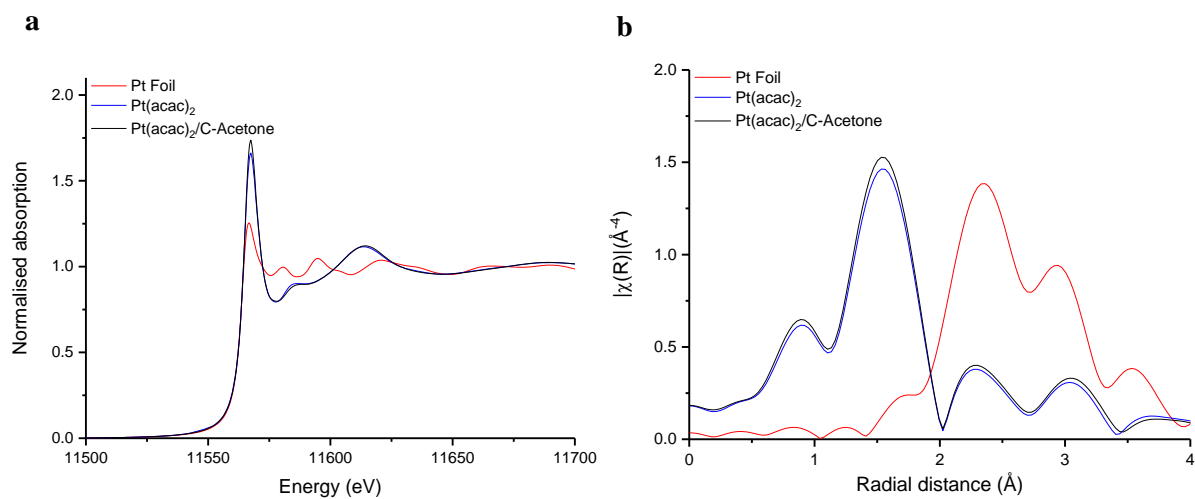 a
Pt Foil
Pt(acac)₂
Pt(acac)₂/C-Acetone
2.0
1.5
1.0
0.5
0.0
11500
11550
11600
11650
11700
Normalised absorption
Energy (eV)
b
Pt Foil
Pt(acac)₂
Pt(acac)₂/C-Acetone
2.0
1.5
1.0
0.5
0.0
0
1
2
3
4
|χ(R)|(Å⁻⁴)
Radial distance (Å)